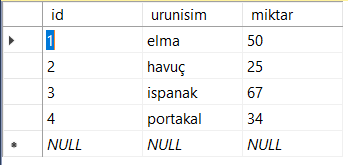 id urunisim miktar
1 elma 50
2 havuç 25
3 ispanak 67
4 portakal 34
NULL NULL NULL